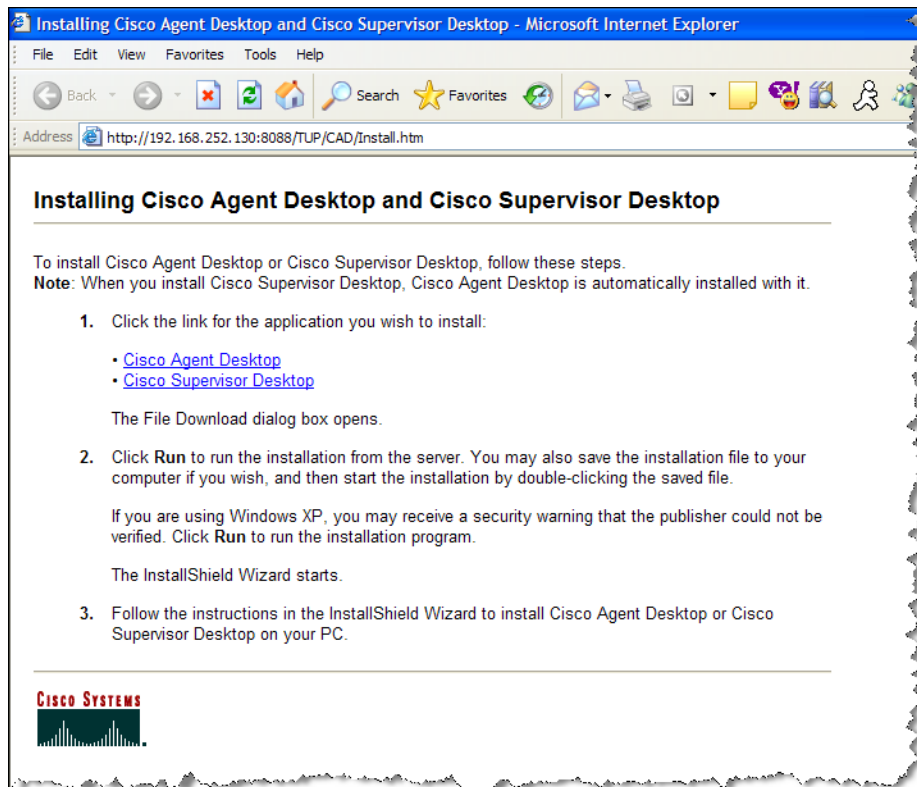 Installing Cisco Agent Desktop and Cisco Supervisor Desktop - Microsoft Internet Explorer
File Edit View Favorites Tools Help
Back Search Favorites
Address http://192.168.252.130:8088/TUP/CAD/Install.htm
Installing Cisco Agent Desktop and Cisco Supervisor Desktop
To install Cisco Agent Desktop or Cisco Supervisor Desktop, follow these steps.
Note: When you install Cisco Supervisor Desktop, Cisco Agent Desktop is automatically installed with it.
1. Click the link for the application you wish to install:
• Cisco Agent Desktop
• Cisco Supervisor Desktop
The File Download dialog box opens.
2. Click Run to run the installation from the server. You may also save the installation file to your
computer if you wish, and then start the installation by double-clicking the saved file.
If you are using Windows XP, you may receive a security warning that the publisher could not be
verified. Click Run to run the installation program.
The InstallShield Wizard starts.
3. Follow the instructions in the InstallShield Wizard to install Cisco Agent Desktop or Cisco
Supervisor Desktop on your PC.
CISCO SYSTEMS